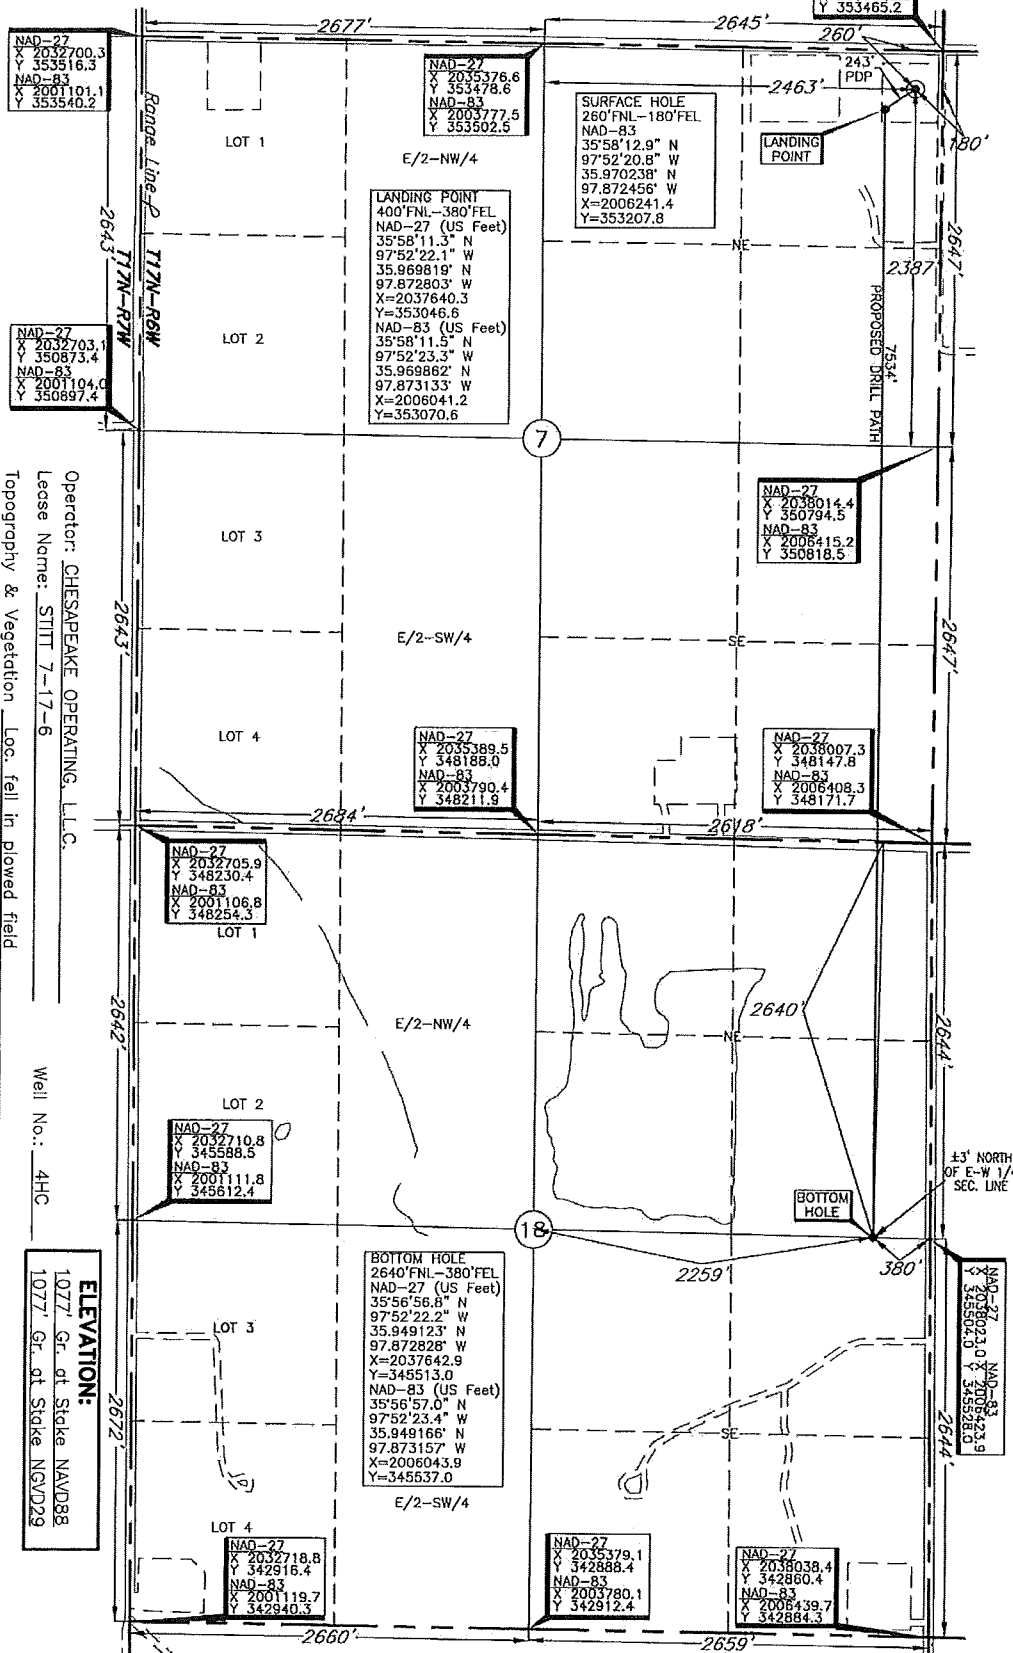 Y 353465.2
2677'
2645'
260'
NAD-27
X 2032700.3
Y 353516.3
NAD-83
X 2001101.1
Y 353540.2
NAD-27
X 2035376.6
Y 353478.6
NAD-83
X 2003777.5
Y 353502.5
2463'
243'
PDP
180'
LANDING
POINT
SURFACE HOLE
260'FNL-180'FEL
NAD-83
35°58'12.9" N
97°52'20.8" W
35.970238° N
97.872456° W
X=2006241.4
Y=353207.8
Range Line
LOT 1
E/2-NW/4
LANDING POINT
400'FNL-380'FEL
NAD-27 (US Feet)
35°58'11.3" N
97°52'22.1" W
35.969819° N
97.872803° W
X=2037640.3
Y=353046.6
NAD-83 (US Feet)
35°58'11.5" N
97°52'23.3" W
35.969862° N
97.873133° W
X=2006041.2
Y=353070.6
2643'
T17N-R7W
T17N-R6W
NE
2647'
2387'
7534'
PROPOSED DRILL PATH
NAD-27
X 2032703.1
Y 350873.4
NAD-83
X 2001104.0
Y 350897.4
LOT 2
7
NAD-27
X 2038014.4
Y 350794.5
NAD-83
X 2006415.2
Y 350818.5
LOT 3
2643'
E/2-SW/4
SE
2647'
LOT 4
NAD-27
X 2035389.5
Y 348188.0
NAD-83
X 2003790.4
Y 348211.9
NAD-27
X 2038007.3
Y 348147.8
NAD-83
X 2006408.3
Y 348171.7
2684'
2618'
NAD-27
X 2032705.9
Y 348230.4
NAD-83
X 2001106.8
Y 348254.3
LOT 1
2642'
E/2-NW/4
2640'
NE
2644'
LOT 2
NAD-27
X 2032710.8
Y 345588.5
NAD-83
X 2001111.8
Y 345612.4
±3' NORTH
OF E-W 1/4
SEC. LINE
BOTTOM
HOLE
18
2259'
380'
NAD-27
X 2038023.0
Y 345504.0
NAD-83
X 2006423.9
Y 345528.0
BOTTOM HOLE
2640'FNL-380'FEL
NAD-27 (US Feet)
35°56'56.8" N
97°52'22.2" W
35.949123° N
97.872828° W
X=2037642.9
Y=345513.0
NAD-83 (US Feet)
35°56'57.0" N
97°52'23.4" W
35.949166° N
97.873157° W
X=2006043.9
Y=345537.0
LOT 3
2672'
SE
2644'
E/2-SW/4
LOT 4
NAD-27
X 2032718.8
Y 342916.4
NAD-83
X 2001119.7
Y 342940.3
NAD-27
X 2035379.1
Y 342888.4
NAD-83
X 2003780.1
Y 342912.4
NAD-27
X 2038038.4
Y 342860.4
NAD-83
X 2006439.7
Y 342884.3
2660'
2659'
Operator: CHESAPEAKE OPERATING, L.L.C.
Lease Name: STITT 7-17-6 Well No.: 4HC
Topography & Vegetation Loc. fell in plowed field
ELEVATION:
1077' Gr. at Stake NAVD88
1077' Gr. at Stake NGVD29